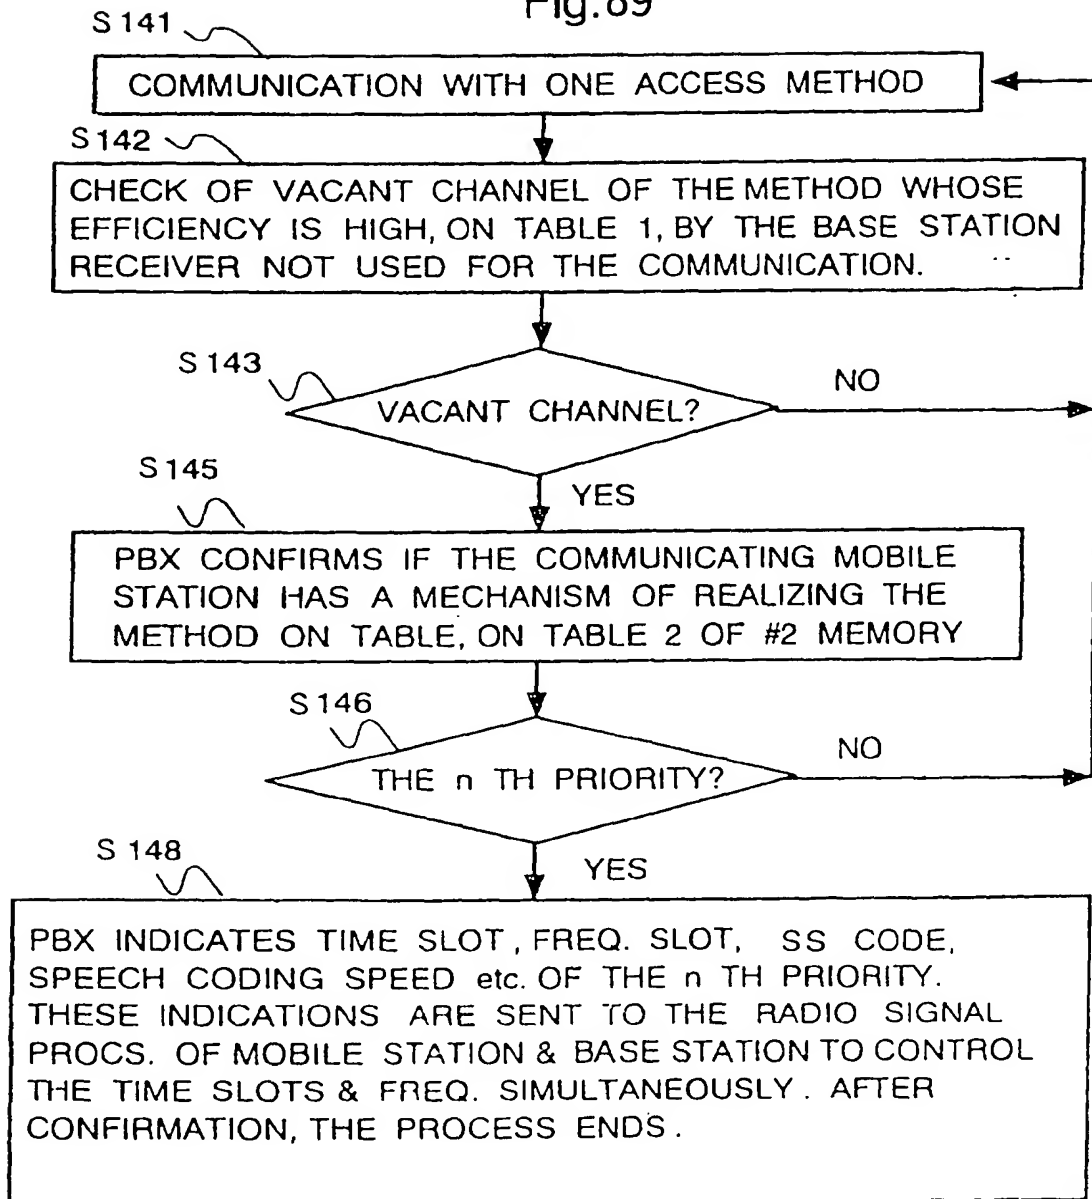 Fig.89
S 141
COMMUNICATION WITH ONE ACCESS METHOD
S 142
CHECK OF VACANT CHANNEL OF THE METHOD WHOSE
EFFICIENCY IS HIGH, ON TABLE 1, BY THE BASE STATION
RECEIVER NOT USED FOR THE COMMUNICATION.
S 143
VACANT CHANNEL?
NO
YES
S 145
PBX CONFIRMS IF THE COMMUNICATING MOBILE
STATION HAS A MECHANISM OF REALIZING THE
METHOD ON TABLE, ON TABLE 2 OF #2 MEMORY
S 146
THE n TH PRIORITY?
NO
YES
S 148
PBX INDICATES TIME SLOT, FREQ. SLOT, SS CODE,
SPEECH CODING SPEED etc. OF THE n TH PRIORITY.
THESE INDICATIONS ARE SENT TO THE RADIO SIGNAL
PROCS. OF MOBILE STATION & BASE STATION TO CONTROL
THE TIME SLOTS & FREQ. SIMULTANEOUSLY. AFTER
CONFIRMATION, THE PROCESS ENDS.